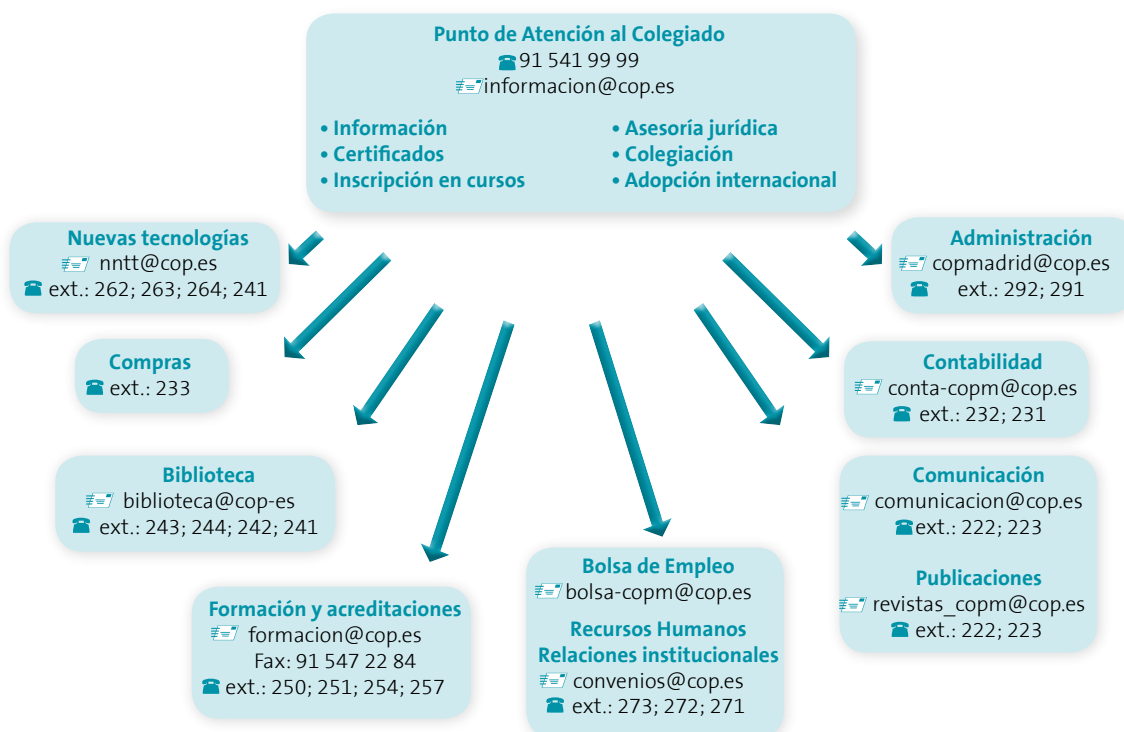 Punto de Atención al Colegiado
91 541 99 99
informacion@cop.es
• Información
• Certificados
• Inscripción en cursos
• Asesoría jurídica
• Colegiación
• Adopción internacional
Nuevas tecnologías
nntt@cop.es
ext.: 262; 263; 264; 241
Administración
copmadrid@cop.es
ext.: 292; 291
Compras
ext.: 233
Contabilidad
conta-copm@cop.es
ext.: 232; 231
Biblioteca
biblioteca@cop-es
ext.: 243; 244; 242; 241
Comunicación
comunicacion@cop.es
ext.: 222; 223
Publicaciones
revistas_copm@cop.es
ext.: 222; 223
Formación y acreditaciones
formacion@cop.es
Fax: 91 547 22 84
ext.: 250; 251; 254; 257
Bolsa de Empleo
bolsa-copm@cop.es
Recursos Humanos
Relaciones institucionales
convenios@cop.es
ext.: 273; 272; 271